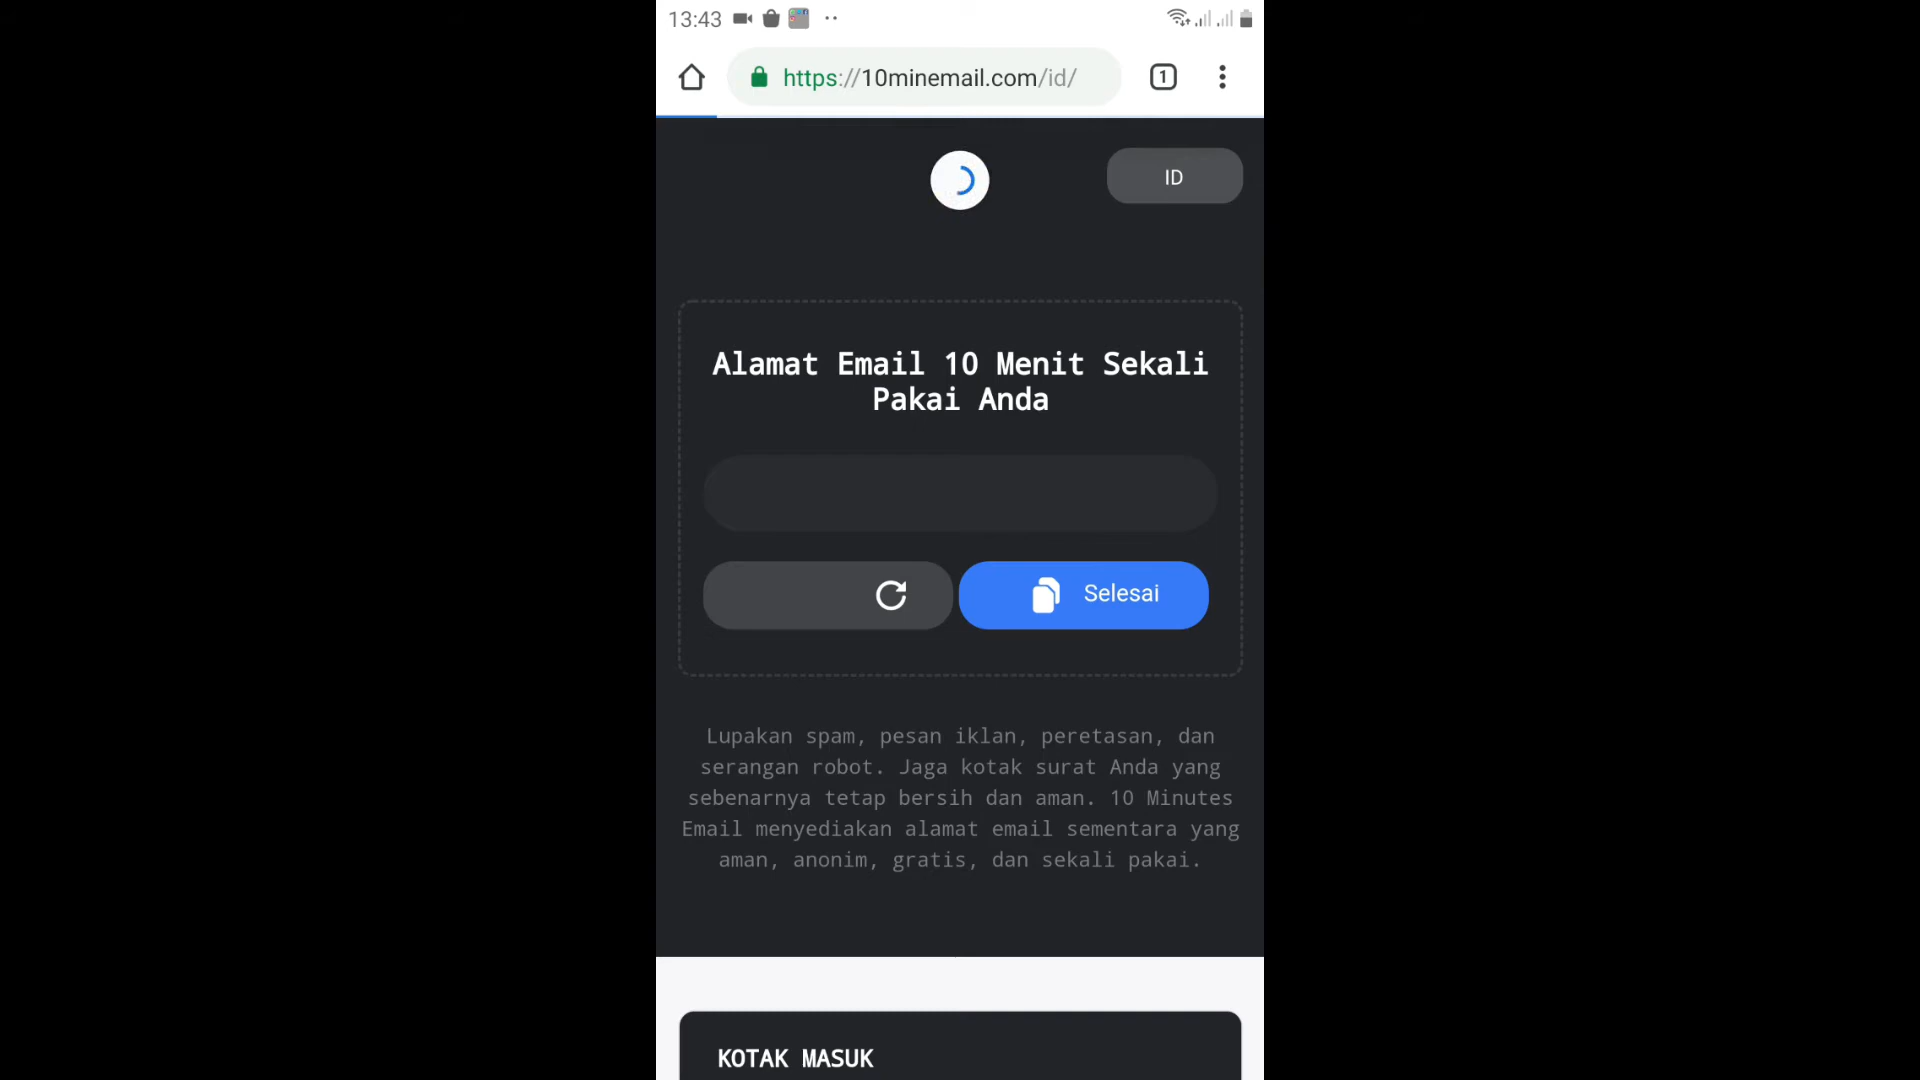 13:43
https://10minemail.com/id/
1
ID
Alamat Email 10 Menit Sekali
Pakai Anda
Selesai
Lupakan spam, pesan iklan, peretasan, dan
serangan robot. Jaga kotak surat Anda yang
sebenarnya tetap bersih dan aman. 10 Minutes
Email menyediakan alamat email sementara yang
aman, anonim, gratis, dan sekali pakai.
KOTAK MASUK